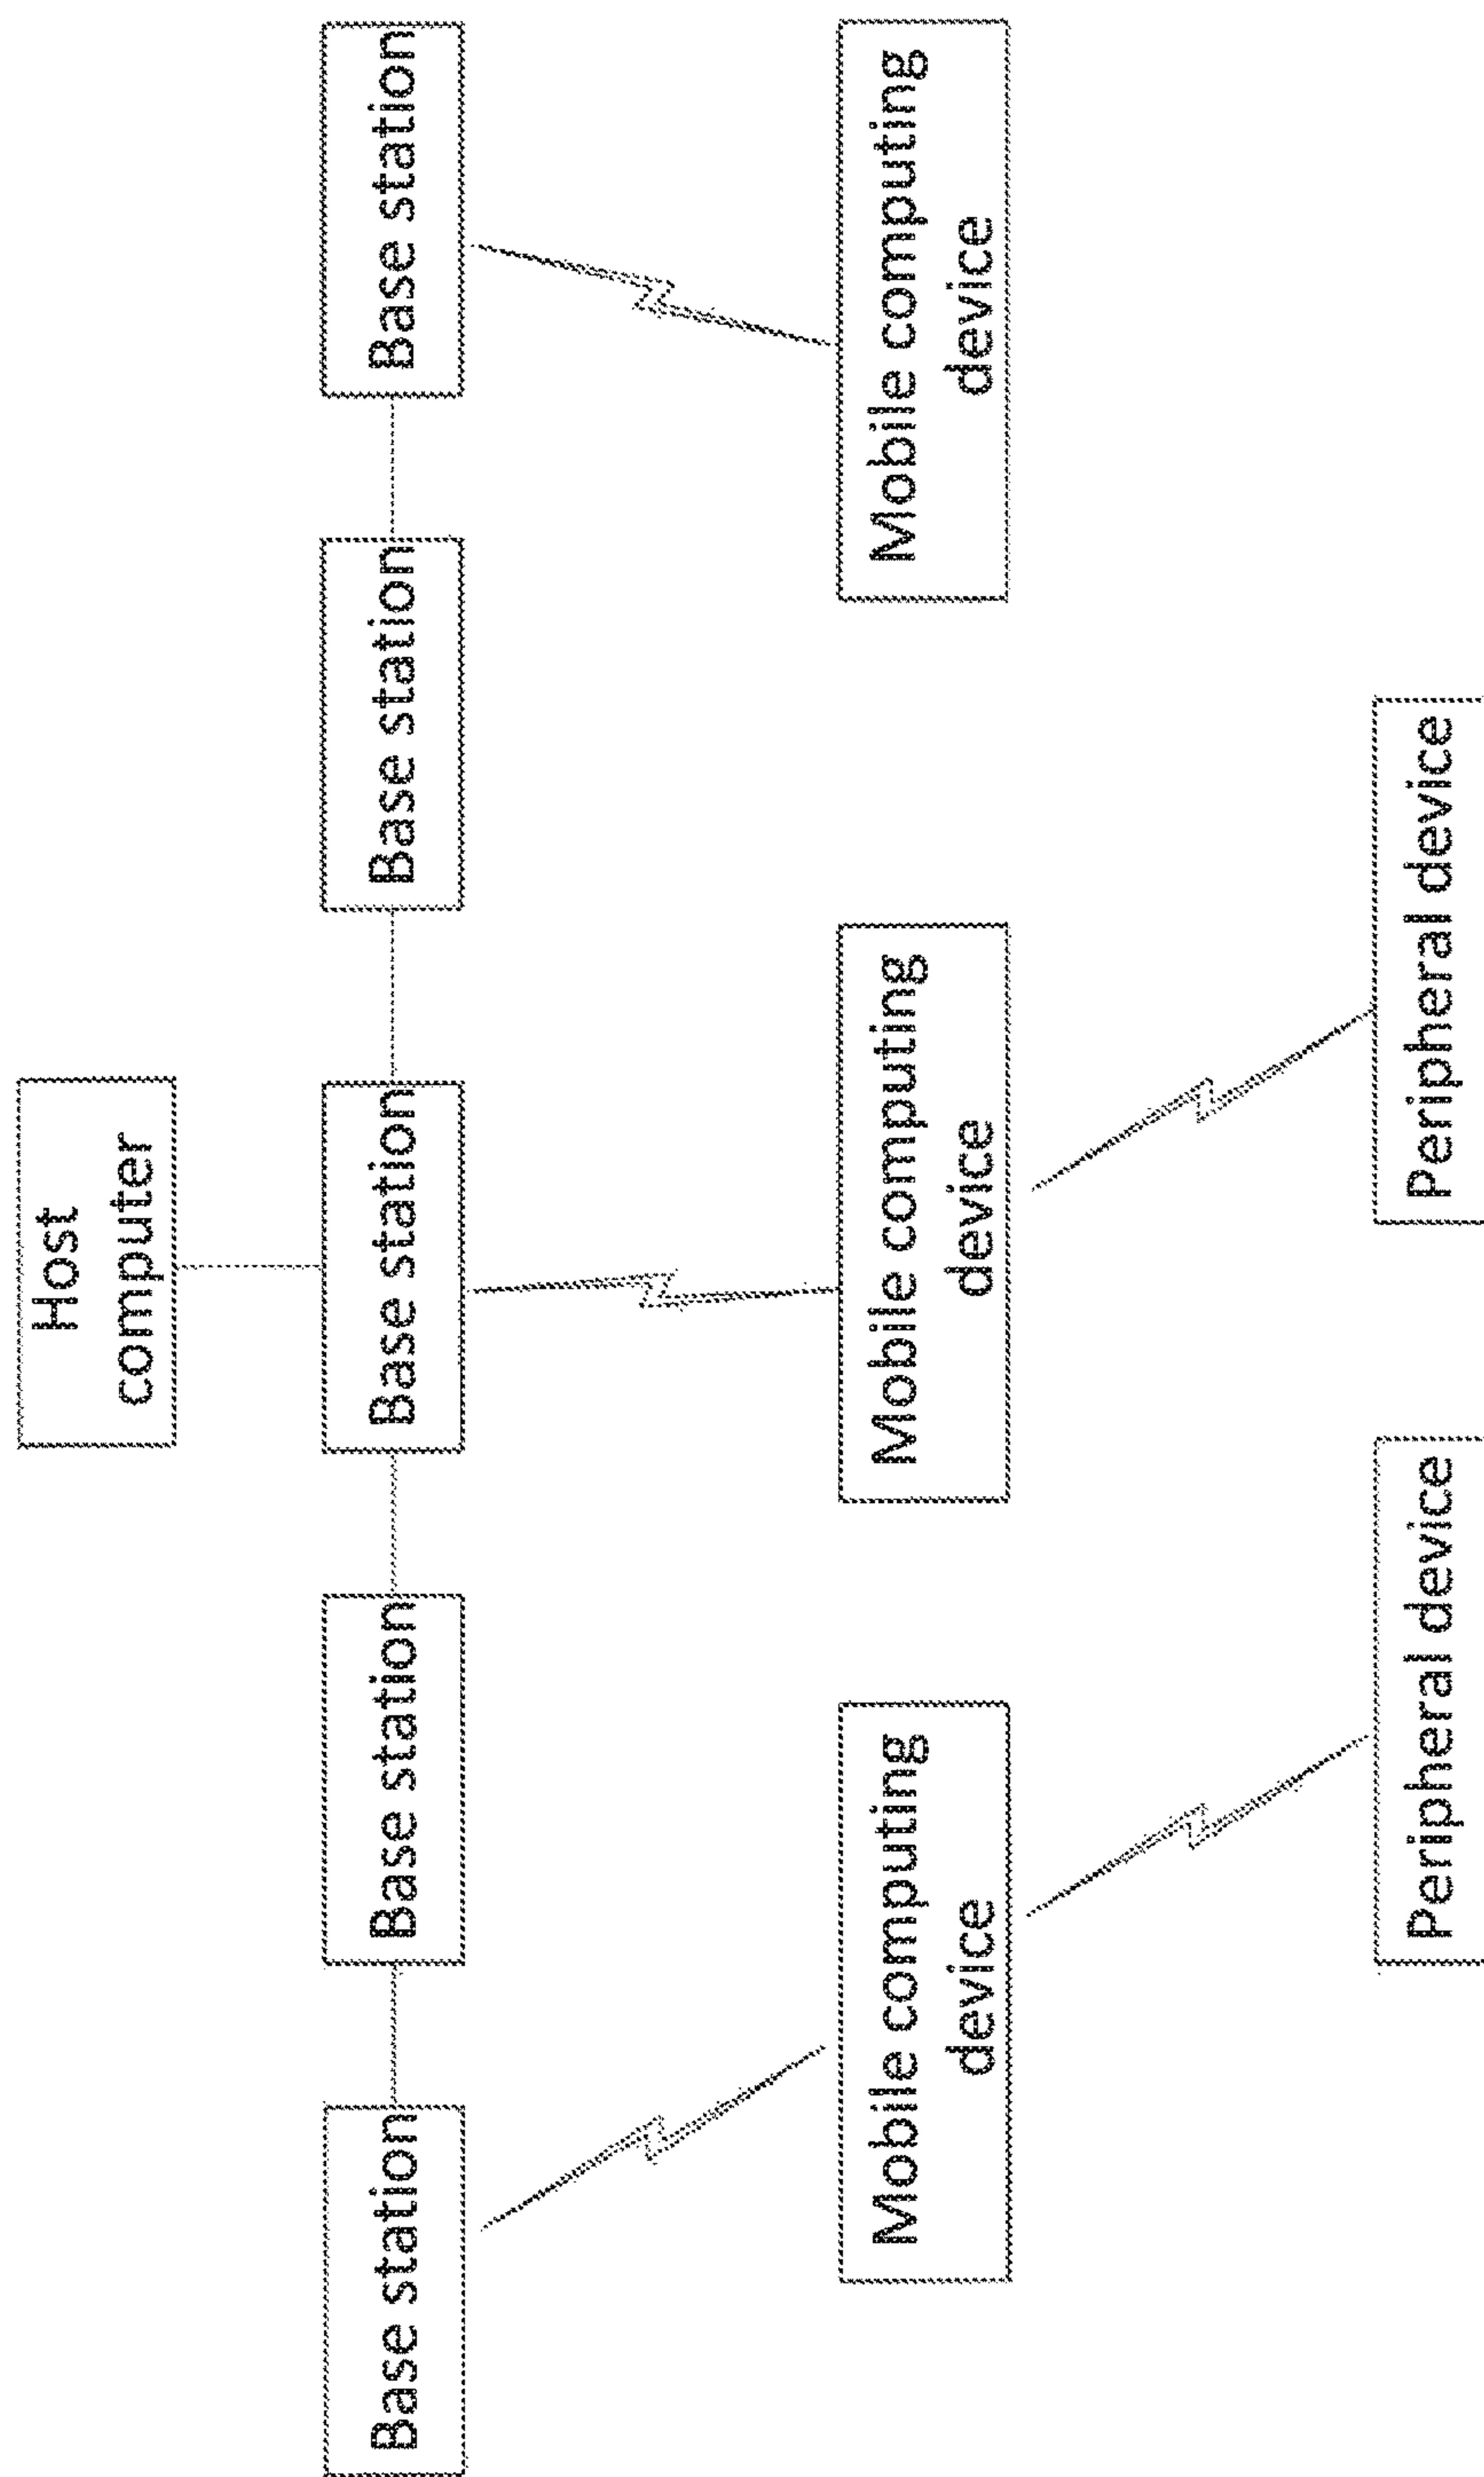 Host
computer
Base station
Base station
Base station
Base station
Base station
Mobile computing
device
Mobile computing
device
Mobile computing
device
Peripheral device
Peripheral device